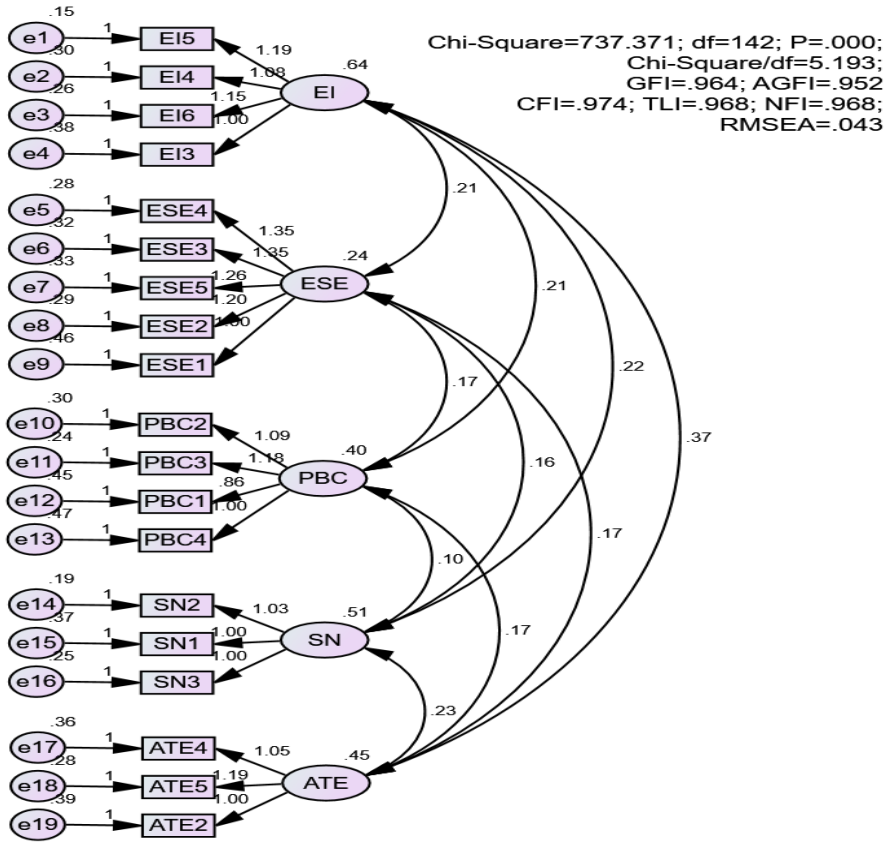 Chi-Square=737.371; df=142; P=.000;
Chi-Square/df=5.193;
GFI=.964; AGFI=.952
CFI=.974; TLI=.968; NFI=.968;
RMSEA=.043
.15
e1 1 EI5 1.19
.30
e2 1 EI4 1.08
.26
e3 1 EI6 1.15
.38
e4 1 EI3 1.00
.64
EI
.28
e5 1 ESE4 1.35
.32
e6 1 ESE3 1.35
.33
e7 1 ESE5 1.26
.29
e8 1 ESE2 1.20
.46
e9 1 ESE1 1.00
.24
ESE
.30
e10 1 PBC2 1.09
.24
e11 1 PBC3 1.18
.45
e12 1 PBC1 .86
.47
e13 1 PBC4 1.00
.40
PBC
.19
e14 1 SN2 1.03
.37
e15 1 SN1 1.00
.25
e16 1 SN3 1.00
.51
SN
.36
e17 1 ATE4 1.05
.28
e18 1 ATE5 1.19
.39
e19 1 ATE2 1.00
.45
ATE
.21
.21
.22
.37
.17
.16
.17
.10
.17
.23